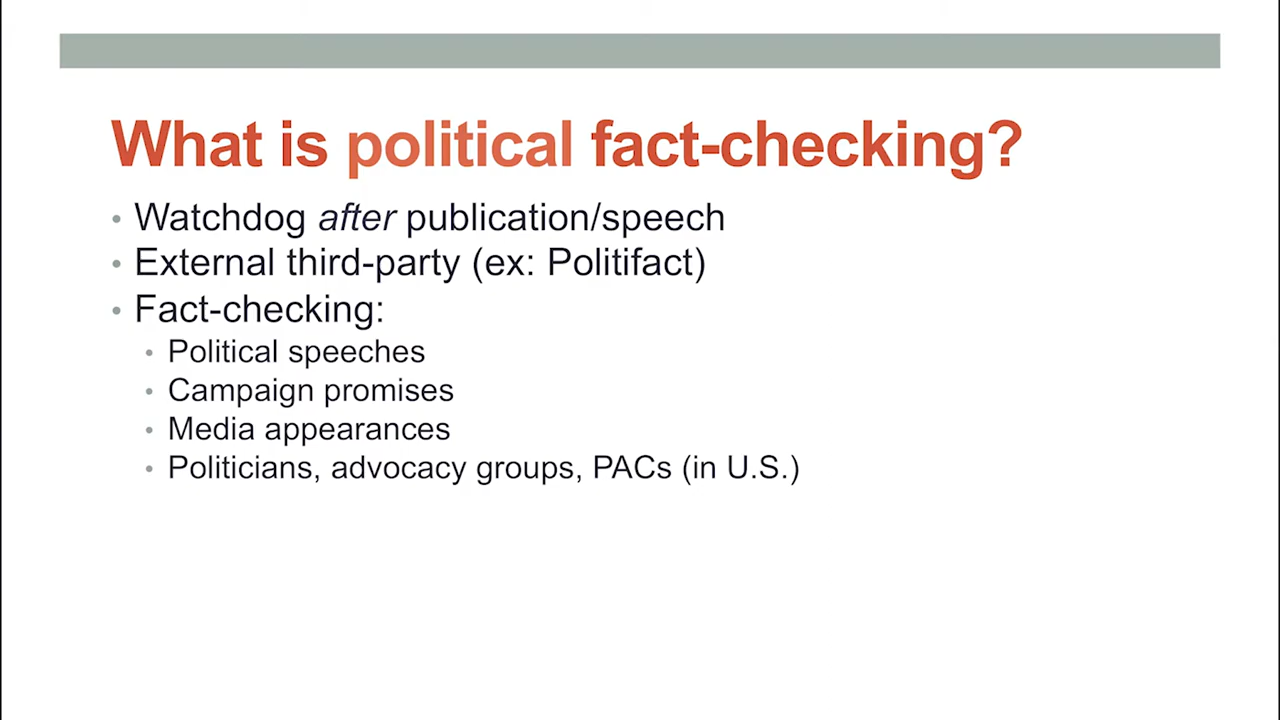 What is political fact-checking?
• Watchdog after publication/speech
• External third-party (ex: Politifact)
• Fact-checking:
• Political speeches
• Campaign promises
• Media appearances
• Politicians, advocacy groups, PACs (in U.S.)